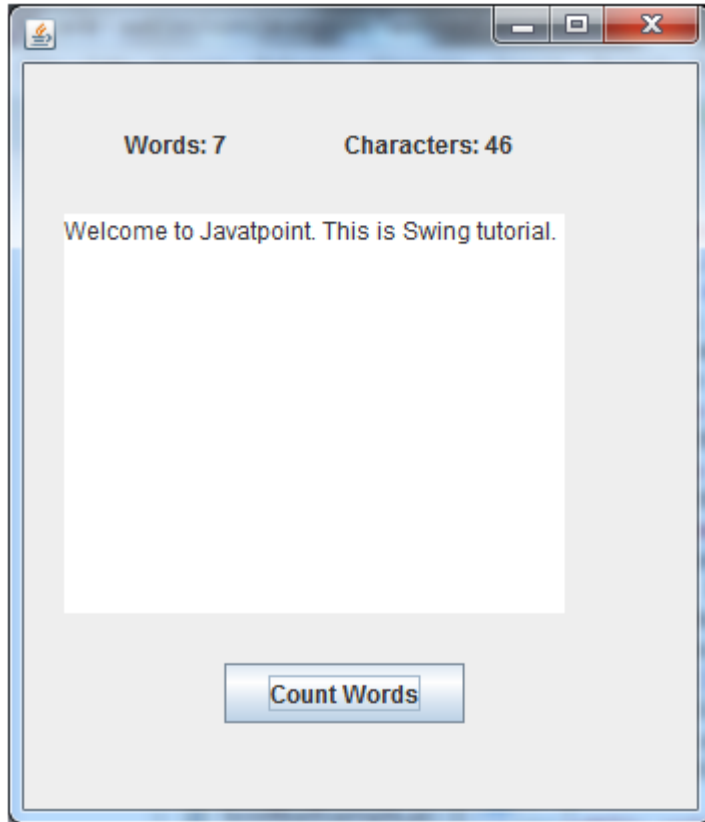 Words: 7 Characters: 46
Welcome to Javatpoint. This is Swing tutorial.
Count Words